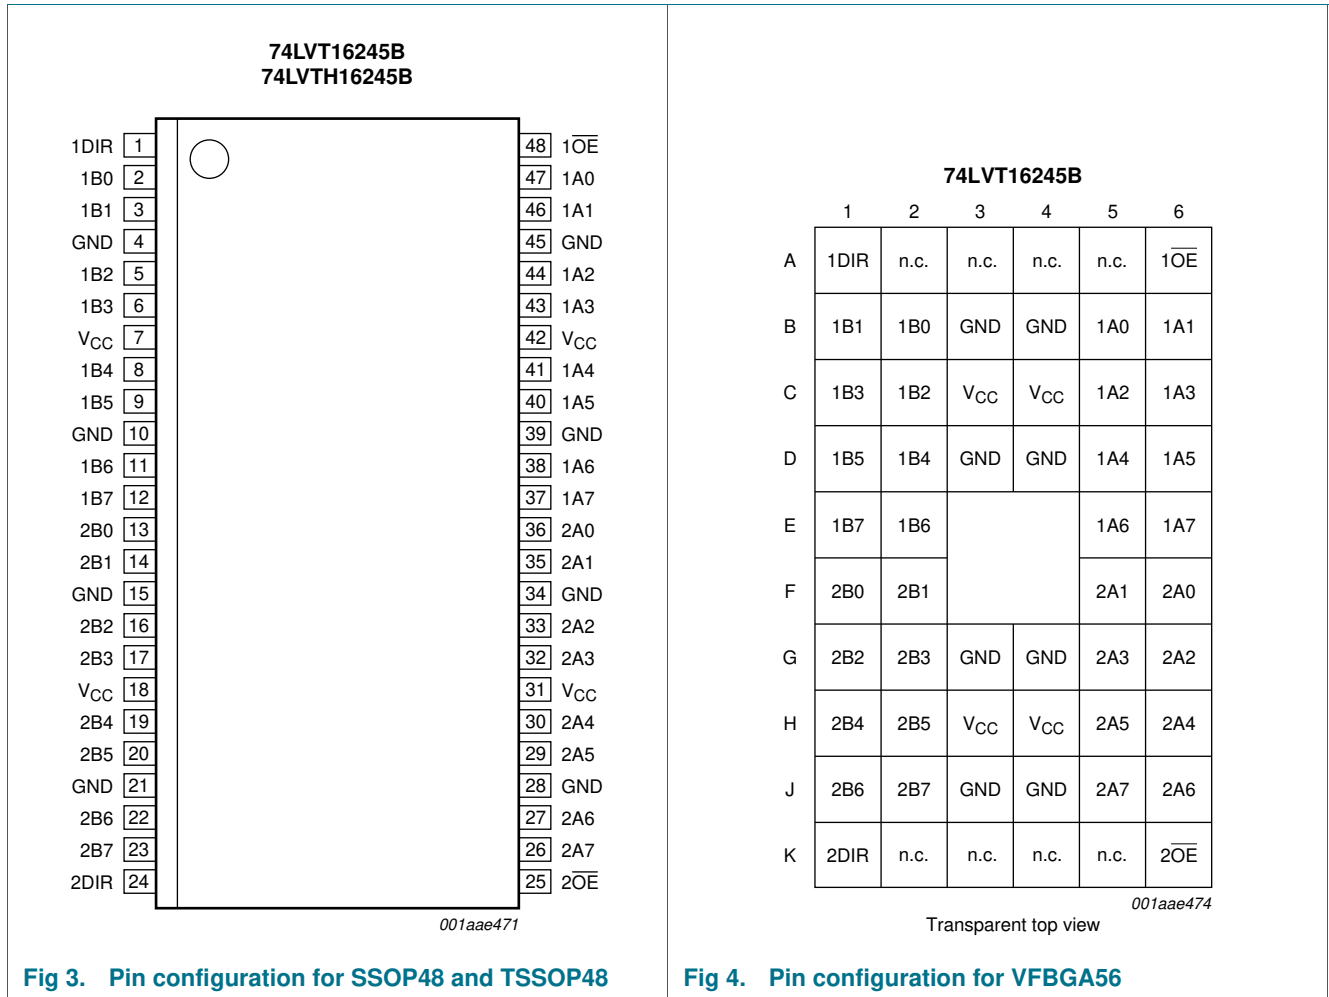 74LVT16245B
74LVTH16245B
1DIR 1 48 1O̅E̅
1B0 2 47 1A0
1B1 3 46 1A1
GND 4 45 GND
1B2 5 44 1A2
1B3 6 43 1A3
VCC 7 42 VCC
1B4 8 41 1A4
1B5 9 40 1A5
GND 10 39 GND
1B6 11 38 1A6
1B7 12 37 1A7
2B0 13 36 2A0
2B1 14 35 2A1
GND 15 34 GND
2B2 16 33 2A2
2B3 17 32 2A3
VCC 18 31 VCC
2B4 19 30 2A4
2B5 20 29 2A5
GND 21 28 GND
2B6 22 27 2A6
2B7 23 26 2A7
2DIR 24 25 2O̅E̅
001aae471
Fig 3. Pin configuration for SSOP48 and TSSOP48
74LVT16245B
1 2 3 4 5 6
A 1DIR n.c. n.c. n.c. n.c. 1O̅E̅
B 1B1 1B0 GND GND 1A0 1A1
C 1B3 1B2 VCC VCC 1A2 1A3
D 1B5 1B4 GND GND 1A4 1A5
E 1B7 1B6 1A6 1A7
F 2B0 2B1 2A1 2A0
G 2B2 2B3 GND GND 2A3 2A2
H 2B4 2B5 VCC VCC 2A5 2A4
J 2B6 2B7 GND GND 2A7 2A6
K 2DIR n.c. n.c. n.c. n.c. 2O̅E̅
001aae474
Transparent top view
Fig 4. Pin configuration for VFBGA56